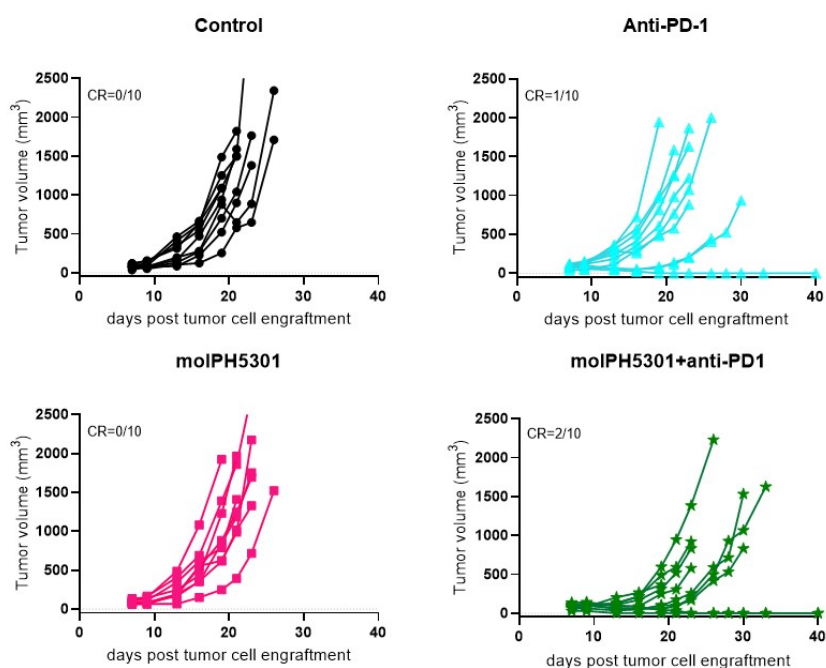 Control
CR=0/10
Tumor volume (mm³)
2500
2000
1500
1000
500
0
0 10 20 30 40
days post tumor cell engraftment
Anti-PD-1
CR=1/10
Tumor volume (mm³)
2500
2000
1500
1000
500
0
0 10 20 30 40
days post tumor cell engraftment
moIPH5301
CR=0/10
Tumor volume (mm³)
2500
2000
1500
1000
500
0
0 10 20 30 40
days post tumor cell engraftment
moIPH5301+anti-PD1
CR=2/10
Tumor volume (mm³)
2500
2000
1500
1000
500
0
0 10 20 30 40
days post tumor cell engraftment